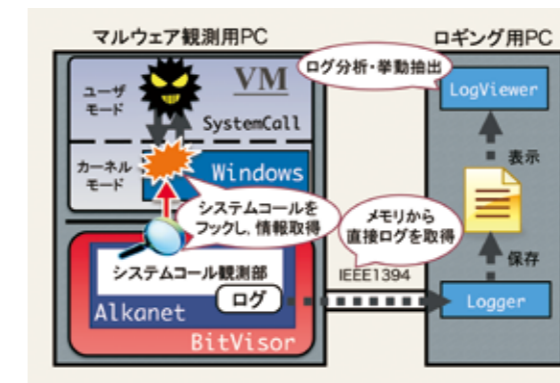 マルウェア観測用PC
ロギング用PC
ユーザ
モード
VM
SystemCall
ログ分析・挙動抽出
LogViewer
表示
カーネル
モード
Windows
システムコールを
フックし,情報取得
メモリから
直接ログを取得
保存
IEEE1394
システムコール観測部
ログ
Alkanet
BitVisor
Logger